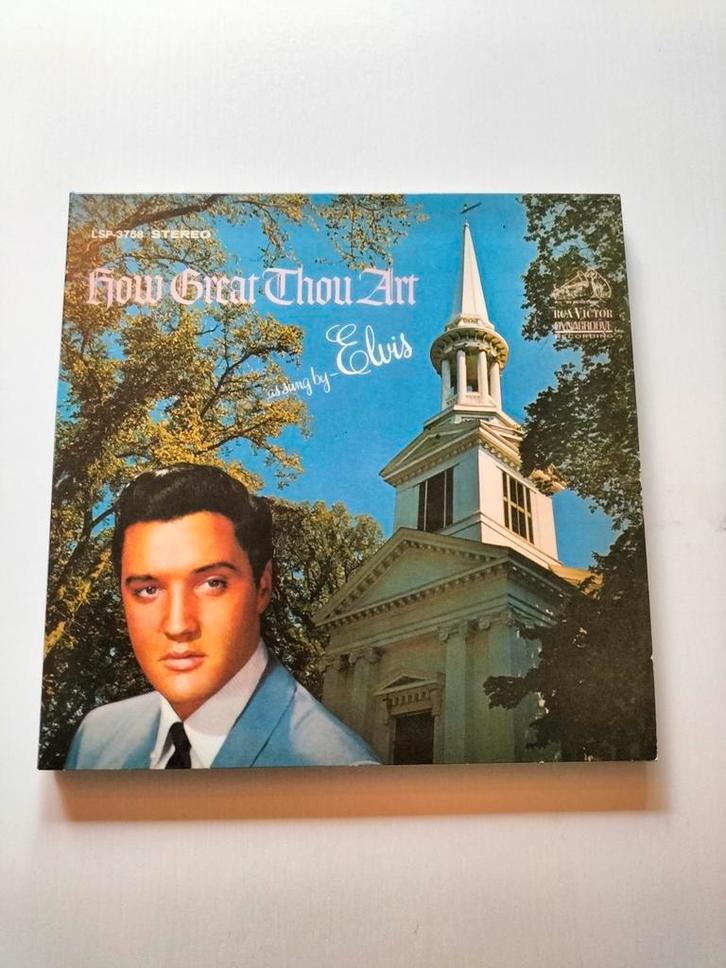 LSP-3758 STEREO
How Great Thou Art
as sung by-Elvis
RCA VICTOR
DYNAGROOVE
RECORDING